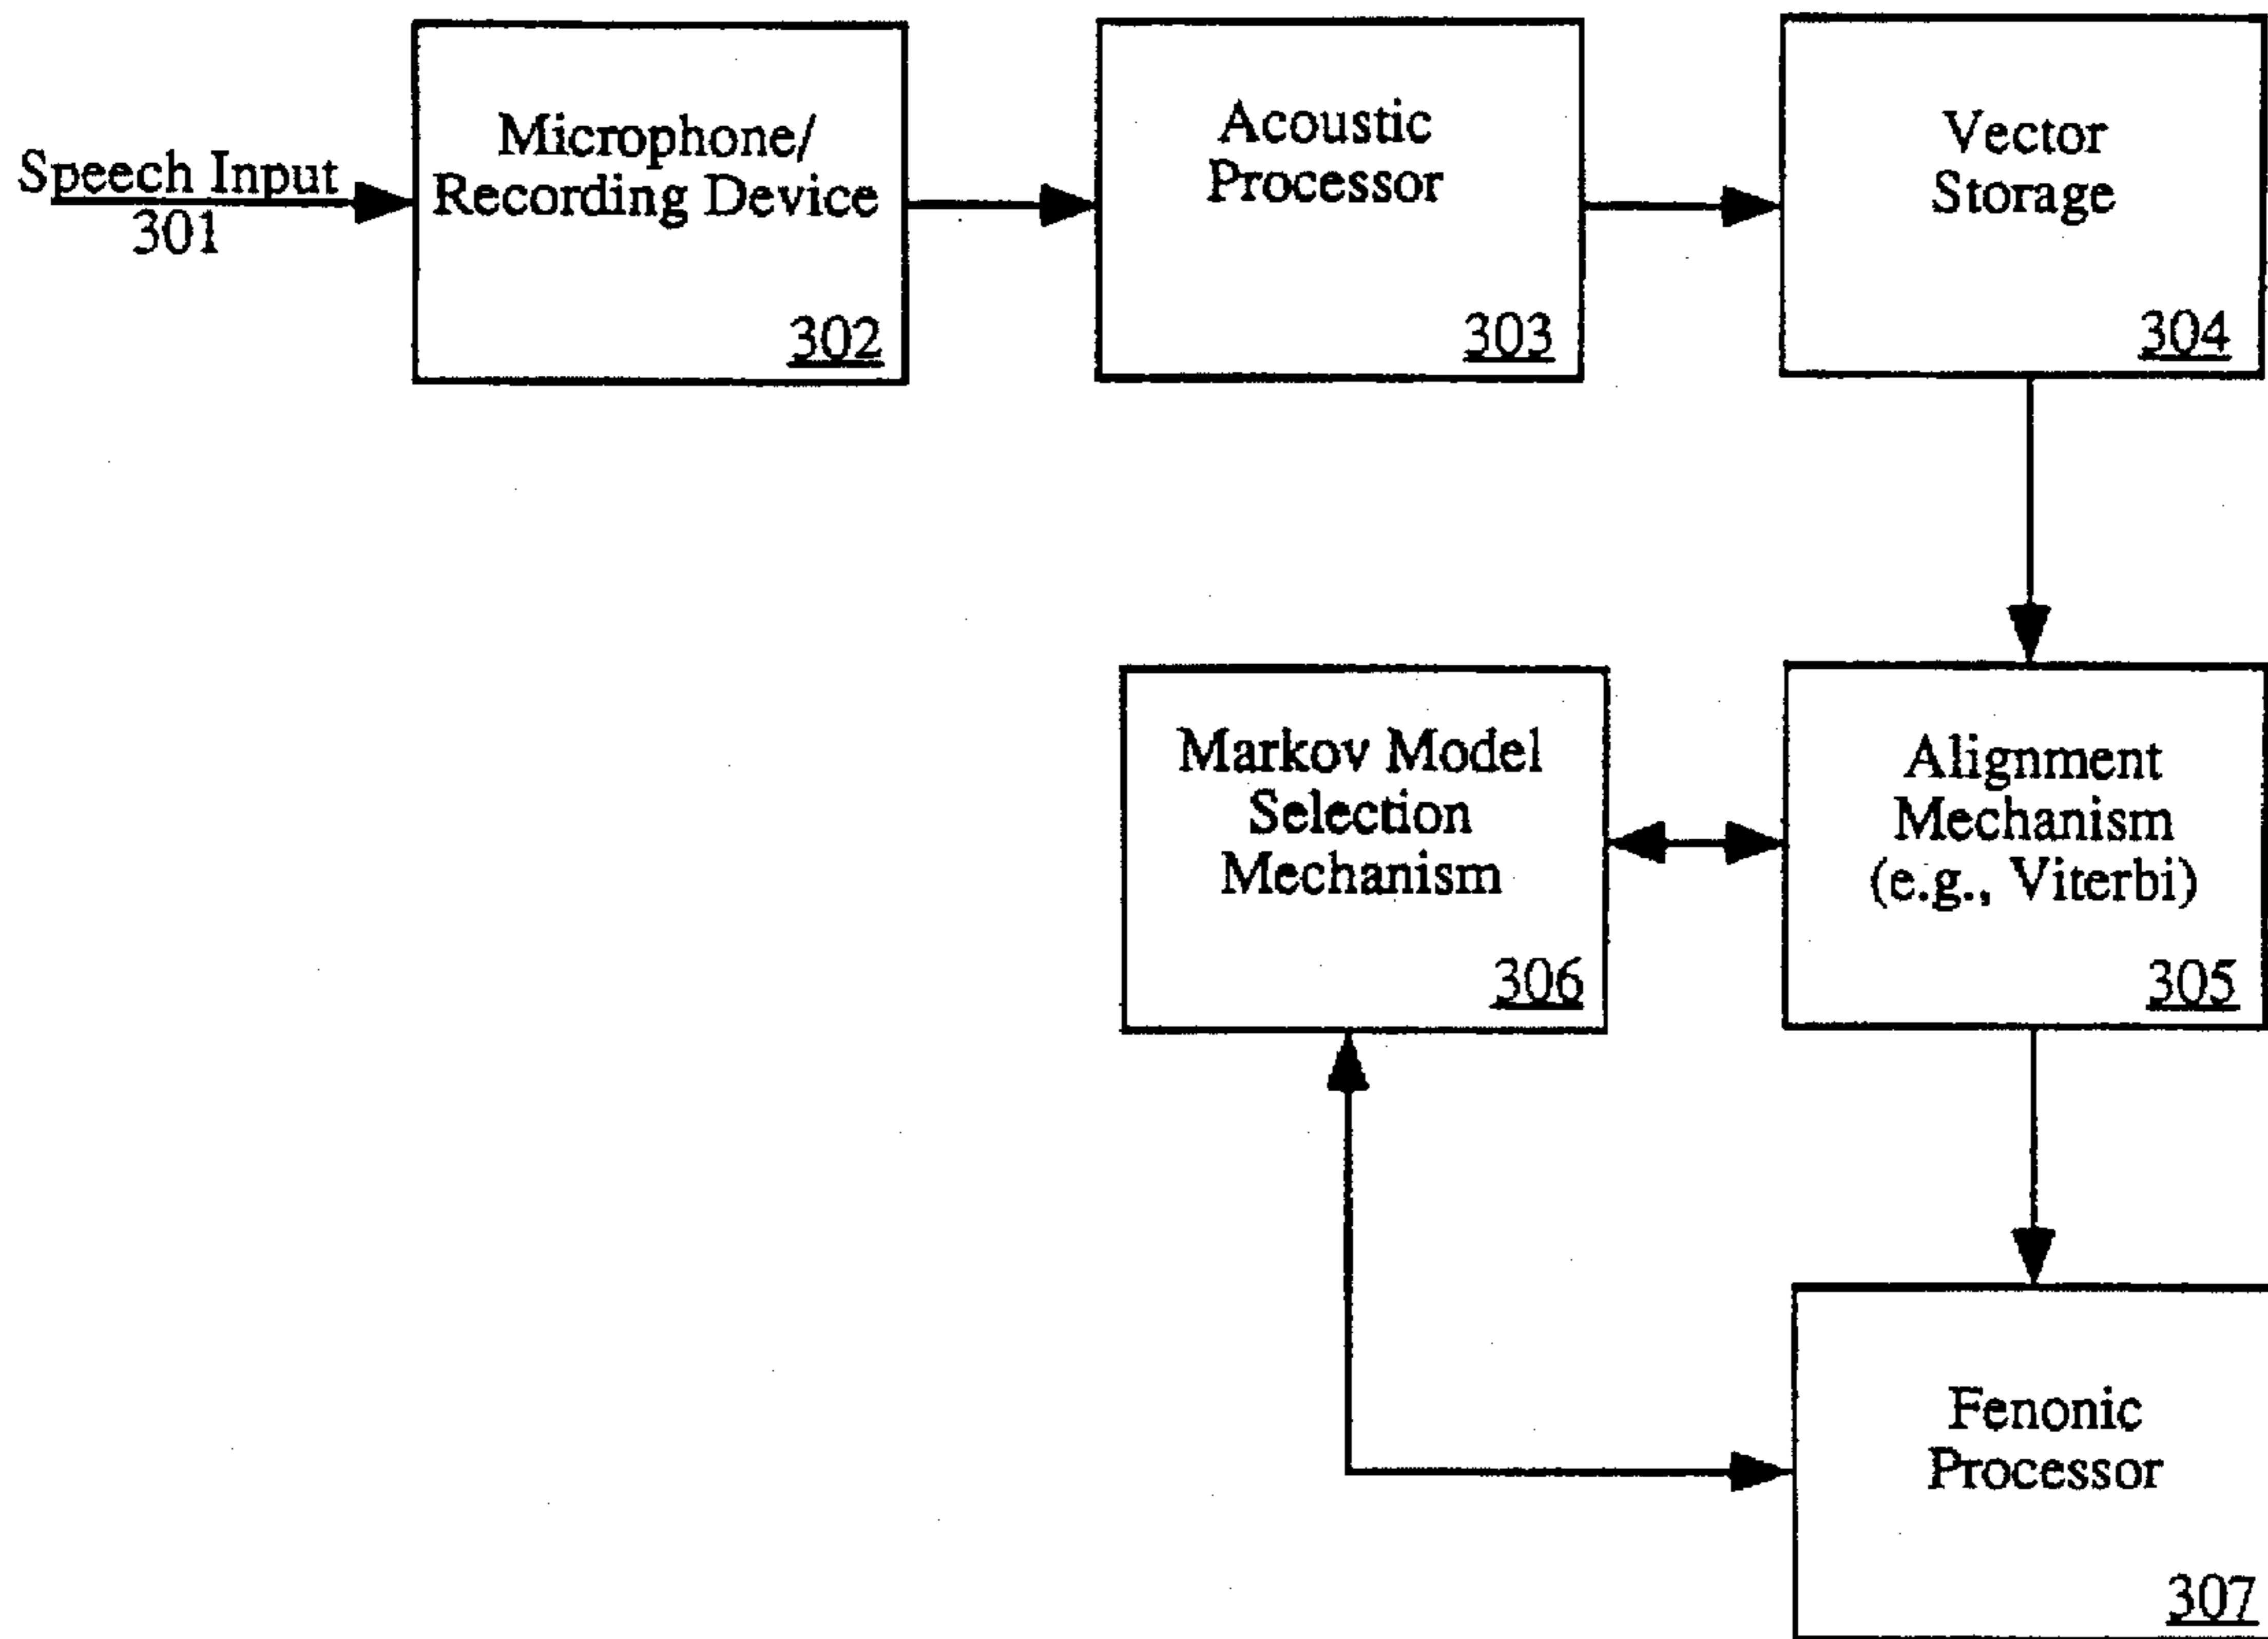 Speech Input
301
Microphone/
Recording Device
302
Acoustic
Processor
303
Vector
Storage
304
Markov Model
Selection
Mechanism
306
Alignment
Mechanism
(e.g., Viterbi)
305
Fenonic
Processor
307